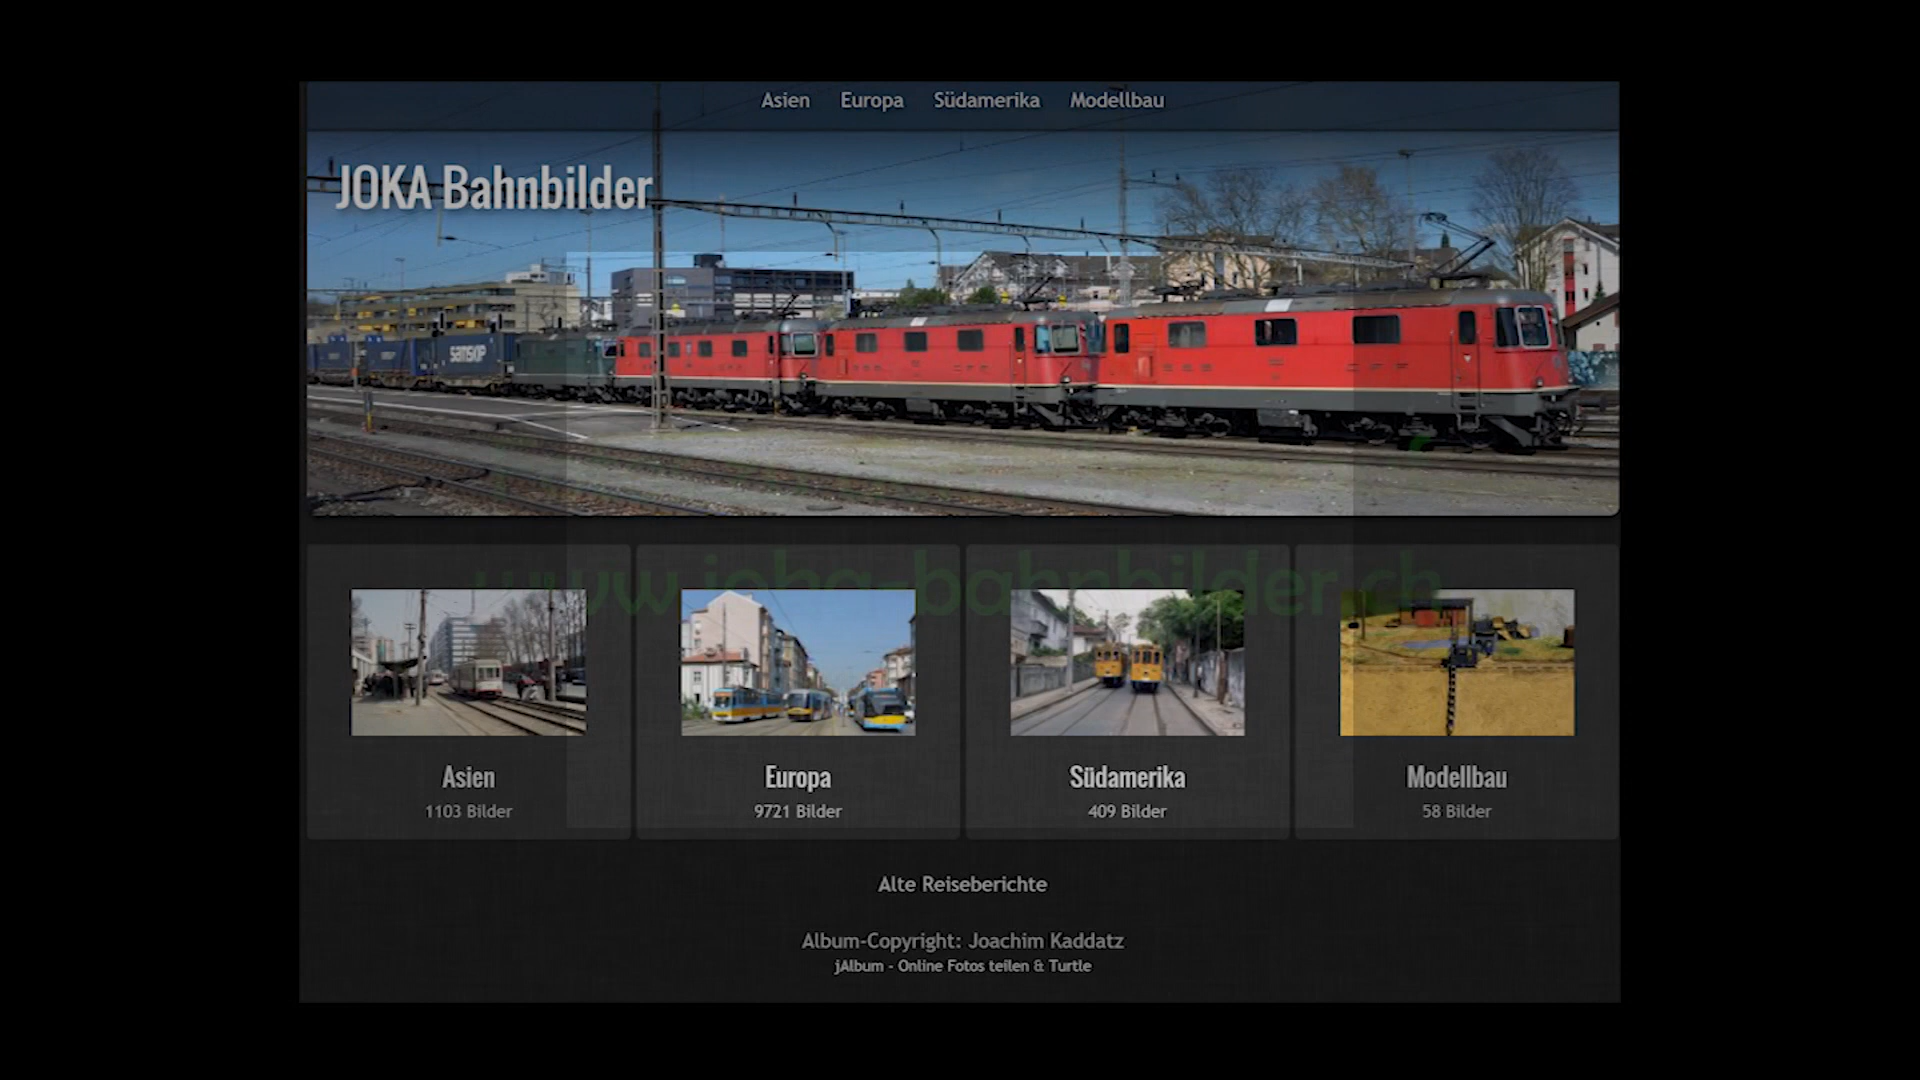 Asien Europa Südamerika Modellbau
JOKA Bahnbilder
samskip
www.joka-bahnbilder.ch
Asien
1103 Bilder
Europa
9721 Bilder
Südamerika
409 Bilder
Modellbau
58 Bilder
Alte Reiseberichte
Album-Copyright: Joachim Kaddatz
jAlbum - Online Fotos teilen & Turtle